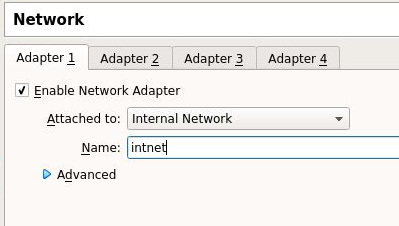 Network
Adapter 1 Adapter 2 Adapter 3 Adapter 4
Enable Network Adapter
Attached to: Internal Network
Name: intnet
Advanced